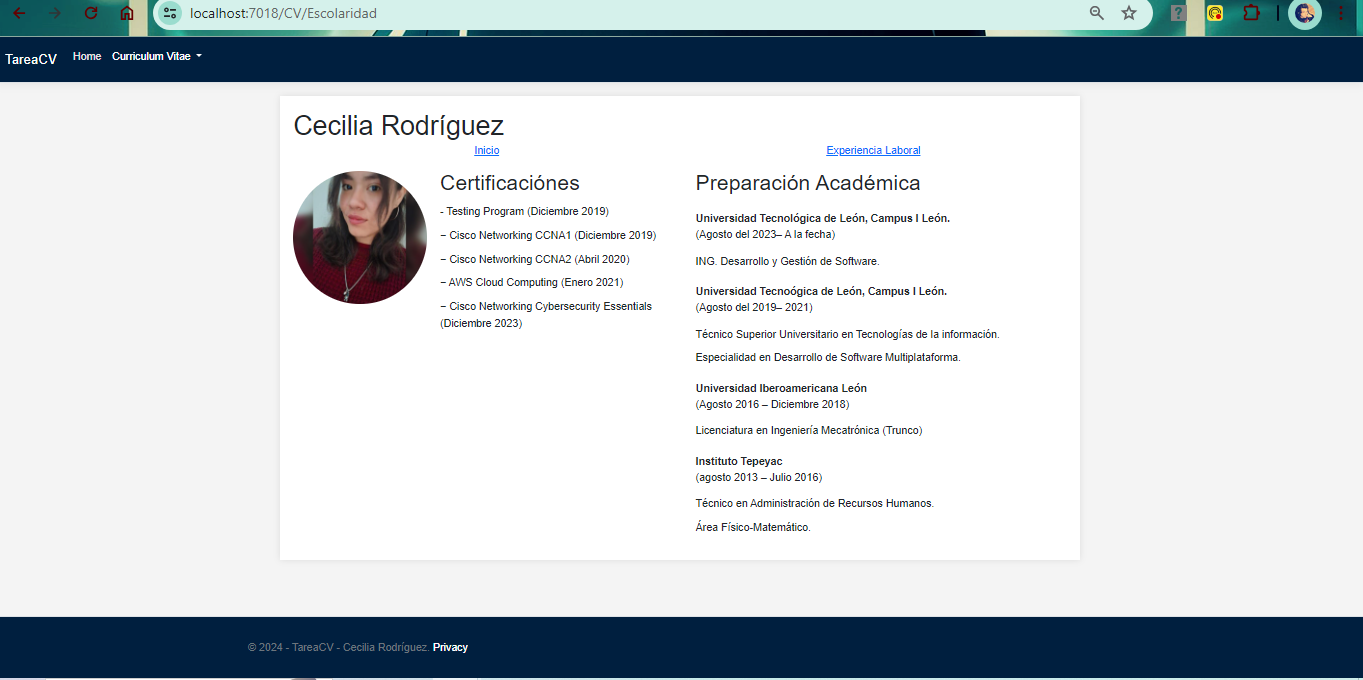 localhost:7018/CV/Escolaridad
TareaCV Home Curriculum Vitae
Cecilia Rodríguez
Inicio Experiencia Laboral
Certificaciónes
- Testing Program (Diciembre 2019)
– Cisco Networking CCNA1 (Diciembre 2019)
– Cisco Networking CCNA2 (Abril 2020)
– AWS Cloud Computing (Enero 2021)
– Cisco Networking Cybersecurity Essentials
(Diciembre 2023)
Preparación Académica
Universidad Tecnológica de León, Campus I León.
(Agosto del 2023– A la fecha)
ING. Desarrollo y Gestión de Software.
Universidad Tecnoógica de León, Campus I León.
(Agosto del 2019– 2021)
Técnico Superior Universitario en Tecnologías de la información.
Especialidad en Desarrollo de Software Multiplataforma.
Universidad Iberoamericana León
(Agosto 2016 – Diciembre 2018)
Licenciatura en Ingeniería Mecatrónica (Trunco)
Instituto Tepeyac
(agosto 2013 – Julio 2016)
Técnico en Administración de Recursos Humanos.
Área Físico-Matemático.
© 2024 - TareaCV - Cecilia Rodríguez. Privacy